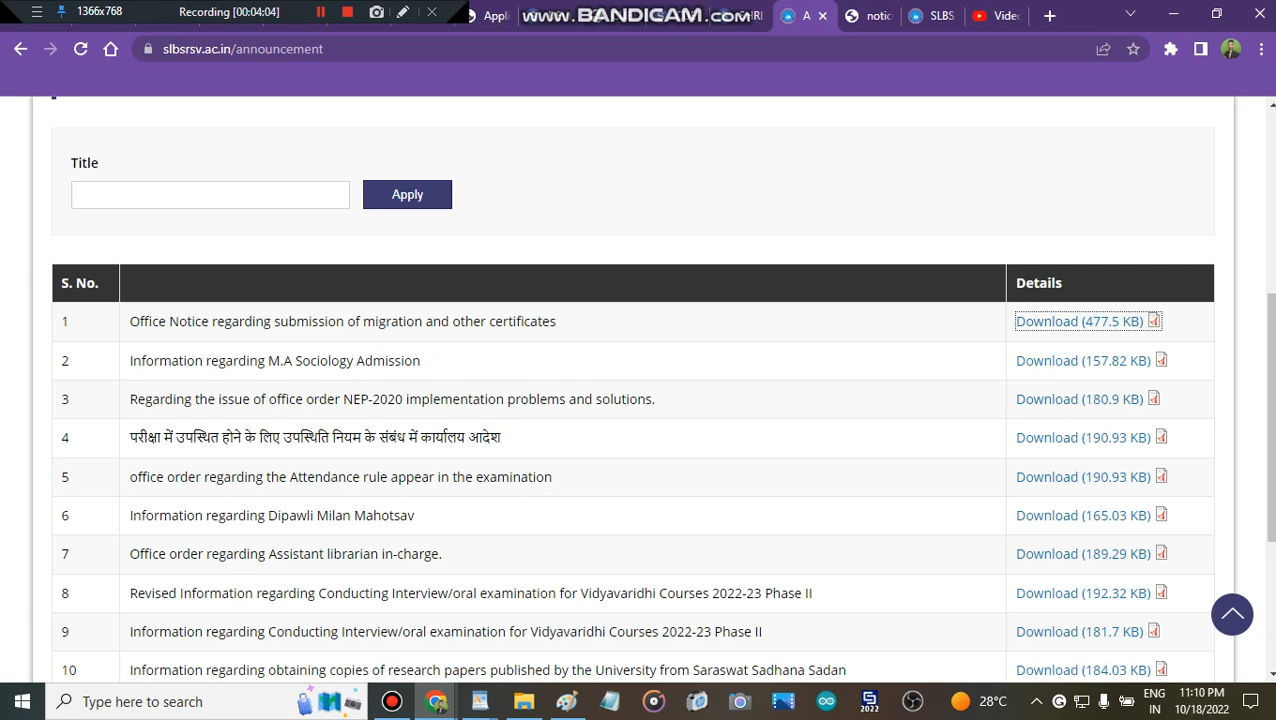 1366x768
Recording [00:04:04]
www.BANDICAM.com
Appli
HRI
A
notic
SLBS
Vide
slbsrsv.ac.in/announcement
Title
Apply
S. No.
Details
1
Office Notice regarding submission of migration and other certificates
Download (477.5 KB)
2
Information regarding M.A Sociology Admission
Download (157.82 KB)
3
Regarding the issue of office order NEP-2020 implementation problems and solutions.
Download (180.9 KB)
4
परीक्षा में उपस्थित होने के लिए उपस्थिति नियम के संबंध में कार्यालय आदेश
Download (190.93 KB)
5
office order regarding the Attendance rule appear in the examination
Download (190.93 KB)
6
Information regarding Dipawli Milan Mahotsav
Download (165.03 KB)
7
Office order regarding Assistant librarian in-charge.
Download (189.29 KB)
8
Revised Information regarding Conducting Interview/oral examination for Vidyavaridhi Courses 2022-23 Phase II
Download (192.32 KB)
9
Information regarding Conducting Interview/oral examination for Vidyavaridhi Courses 2022-23 Phase II
Download (181.7 KB)
10
Information regarding obtaining copies of research papers published by the University from Saraswat Sadhana Sadan
Download (184.03 KB)
Type here to search
2022
28°C
ENG
IN
11:10 PM
10/18/2022